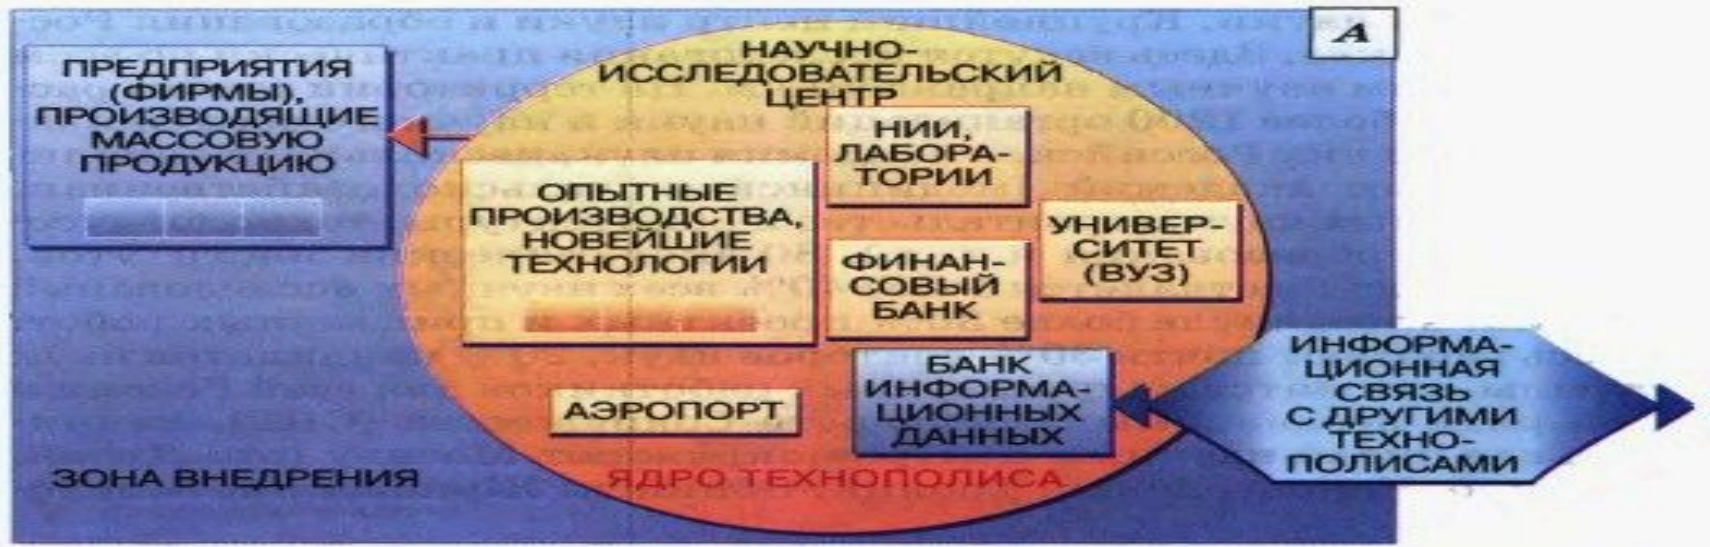 А
ПРЕДПРИЯТИЯ
(ФИРМЫ),
ПРОИЗВОДЯЩИЕ
МАССОВУЮ
ПРОДУКЦИЮ
НАУЧНО-
ИССЛЕДОВАТЕЛЬСКИЙ
ЦЕНТР
НИИ,
ЛАБОРА-
ТОРИИ
ОПЫТНЫЕ
ПРОИЗВОДСТВА,
НОВЕЙШИЕ
ТЕХНОЛОГИИ
УНИВЕР-
СИТЕТ
(ВУЗ)
ФИНАН-
СОВЫЙ
БАНК
БАНК
ИНФОРМА-
ЦИОННЫХ
ДАННЫХ
ИНФОРМА-
ЦИОННАЯ
СВЯЗЬ
С ДРУГИМИ
ТЕХНО-
ПОЛИСАМИ
АЭРОПОРТ
ЗОНА ВНЕДРЕНИЯ
ЯДРО ТЕХНОПОЛИСА